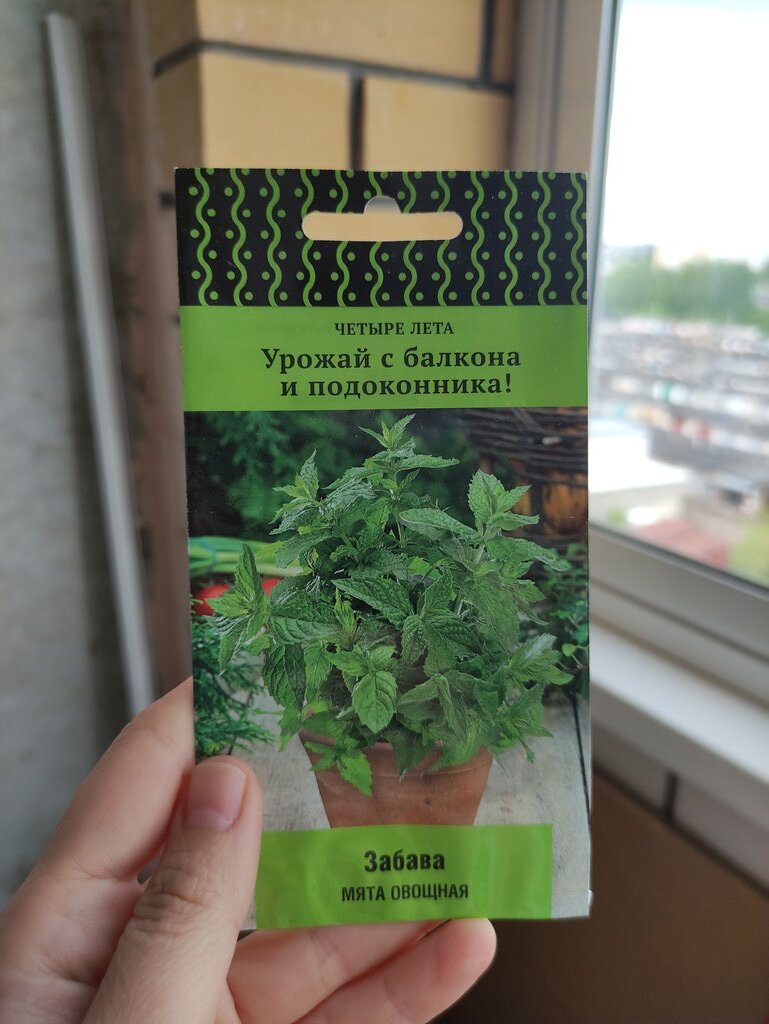 ЧЕТЫРЕ ЛЕТА
Урожай с балкона
и подоконника!
Забава
МЯТА ОВОЩНАЯ